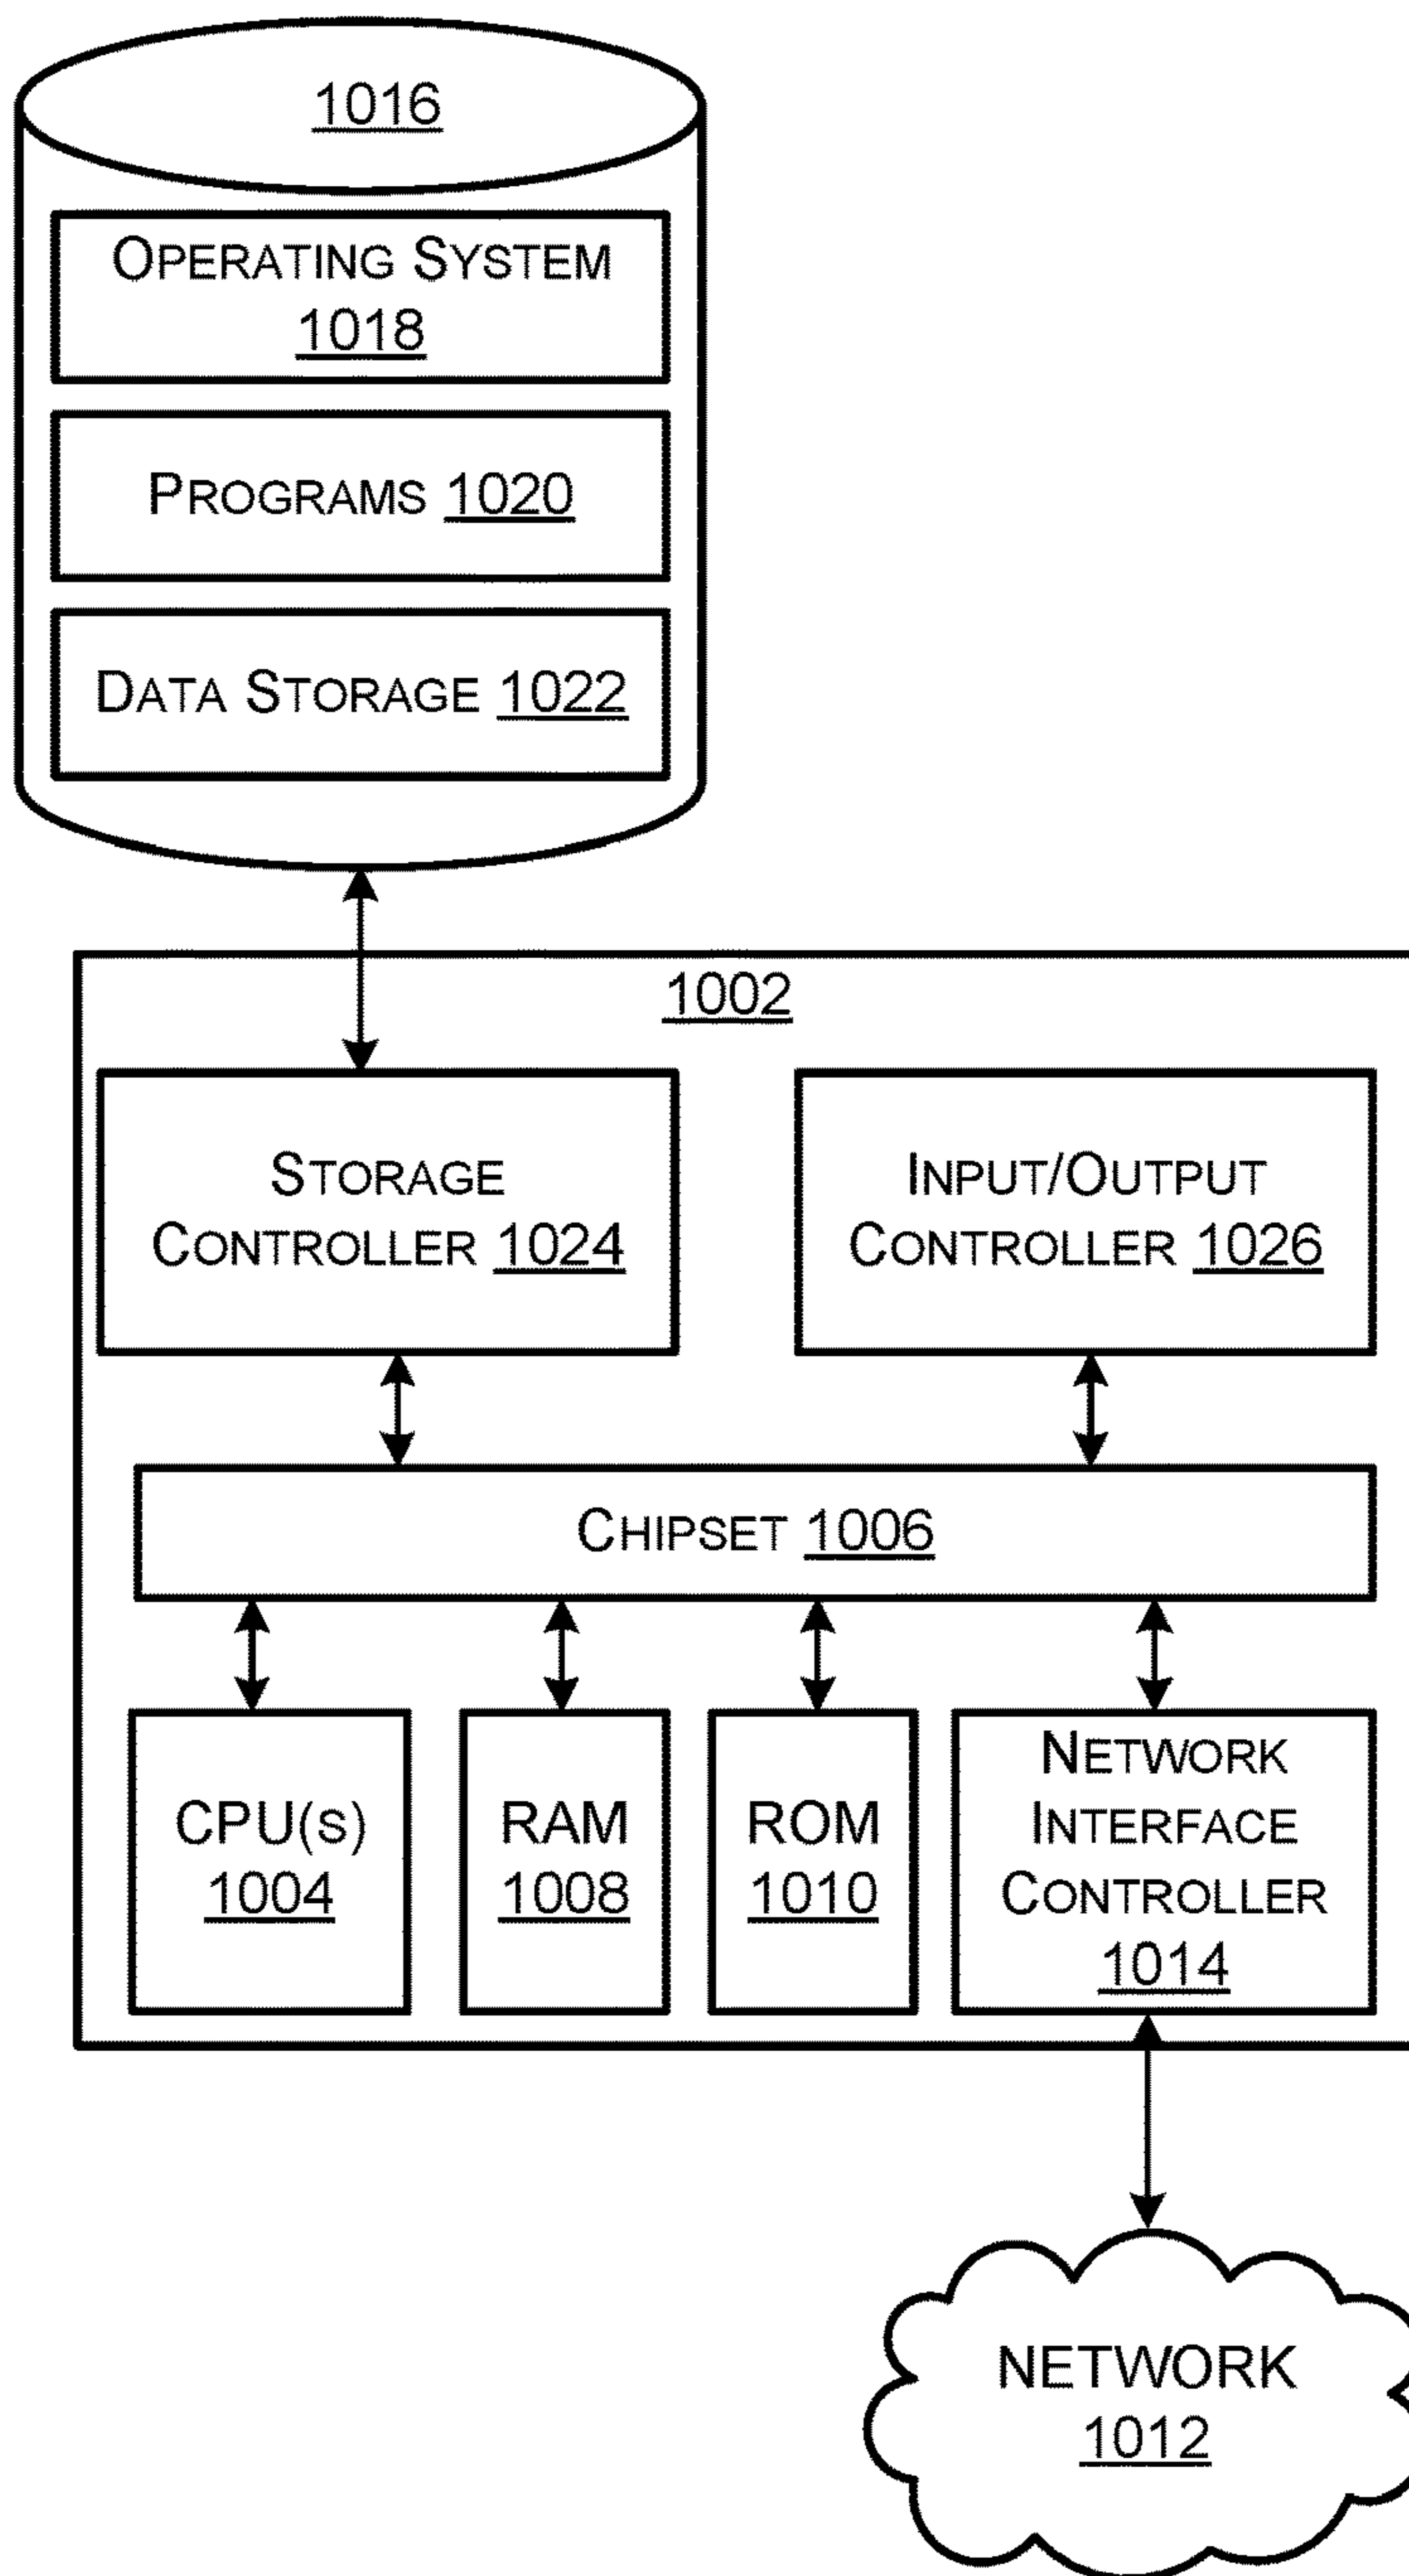 1016
OPERATING SYSTEM
1018
PROGRAMS 1020
DATA STORAGE 1022
1002
STORAGE
CONTROLLER 1024
INPUT/OUTPUT
CONTROLLER 1026
CHIPSET 1006
CPU(S)
1004
RAM
1008
ROM
1010
NETWORK
INTERFACE
CONTROLLER
1014
NETWORK
1012